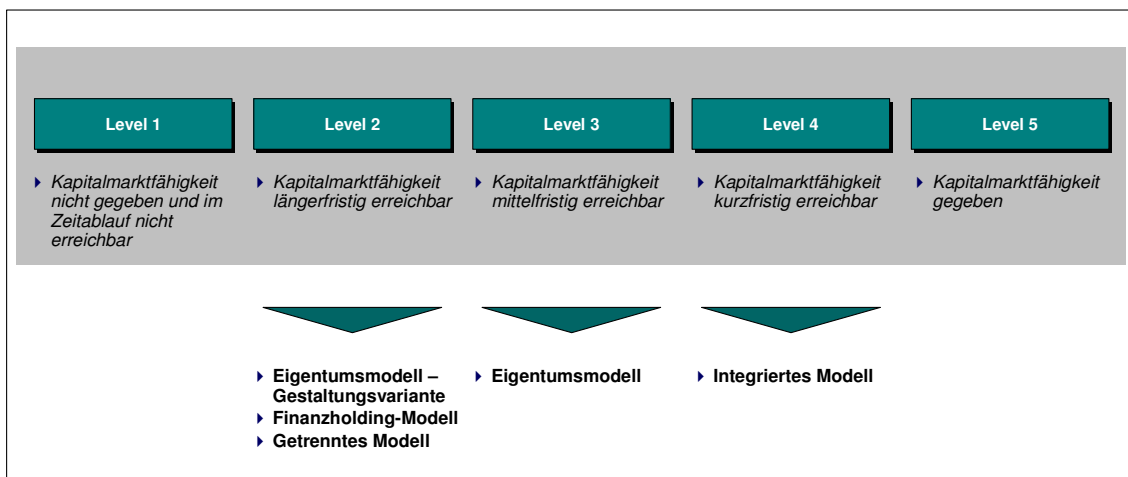 Level 1
Level 2
Level 3
Level 4
Level 5
Kapitalmarktfähigkeit
nicht gegeben und im
Zeitablauf nicht
erreichbar
Kapitalmarktfähigkeit
längerfristig erreichbar
Kapitalmarktfähigkeit
mittelfristig erreichbar
Kapitalmarktfähigkeit
kurzfristig erreichbar
Kapitalmarktfähigkeit
gegeben
Eigentumsmodell –
Gestaltungsvariante
Finanzholding-Modell
Getrenntes Modell
Eigentumsmodell
Integriertes Modell